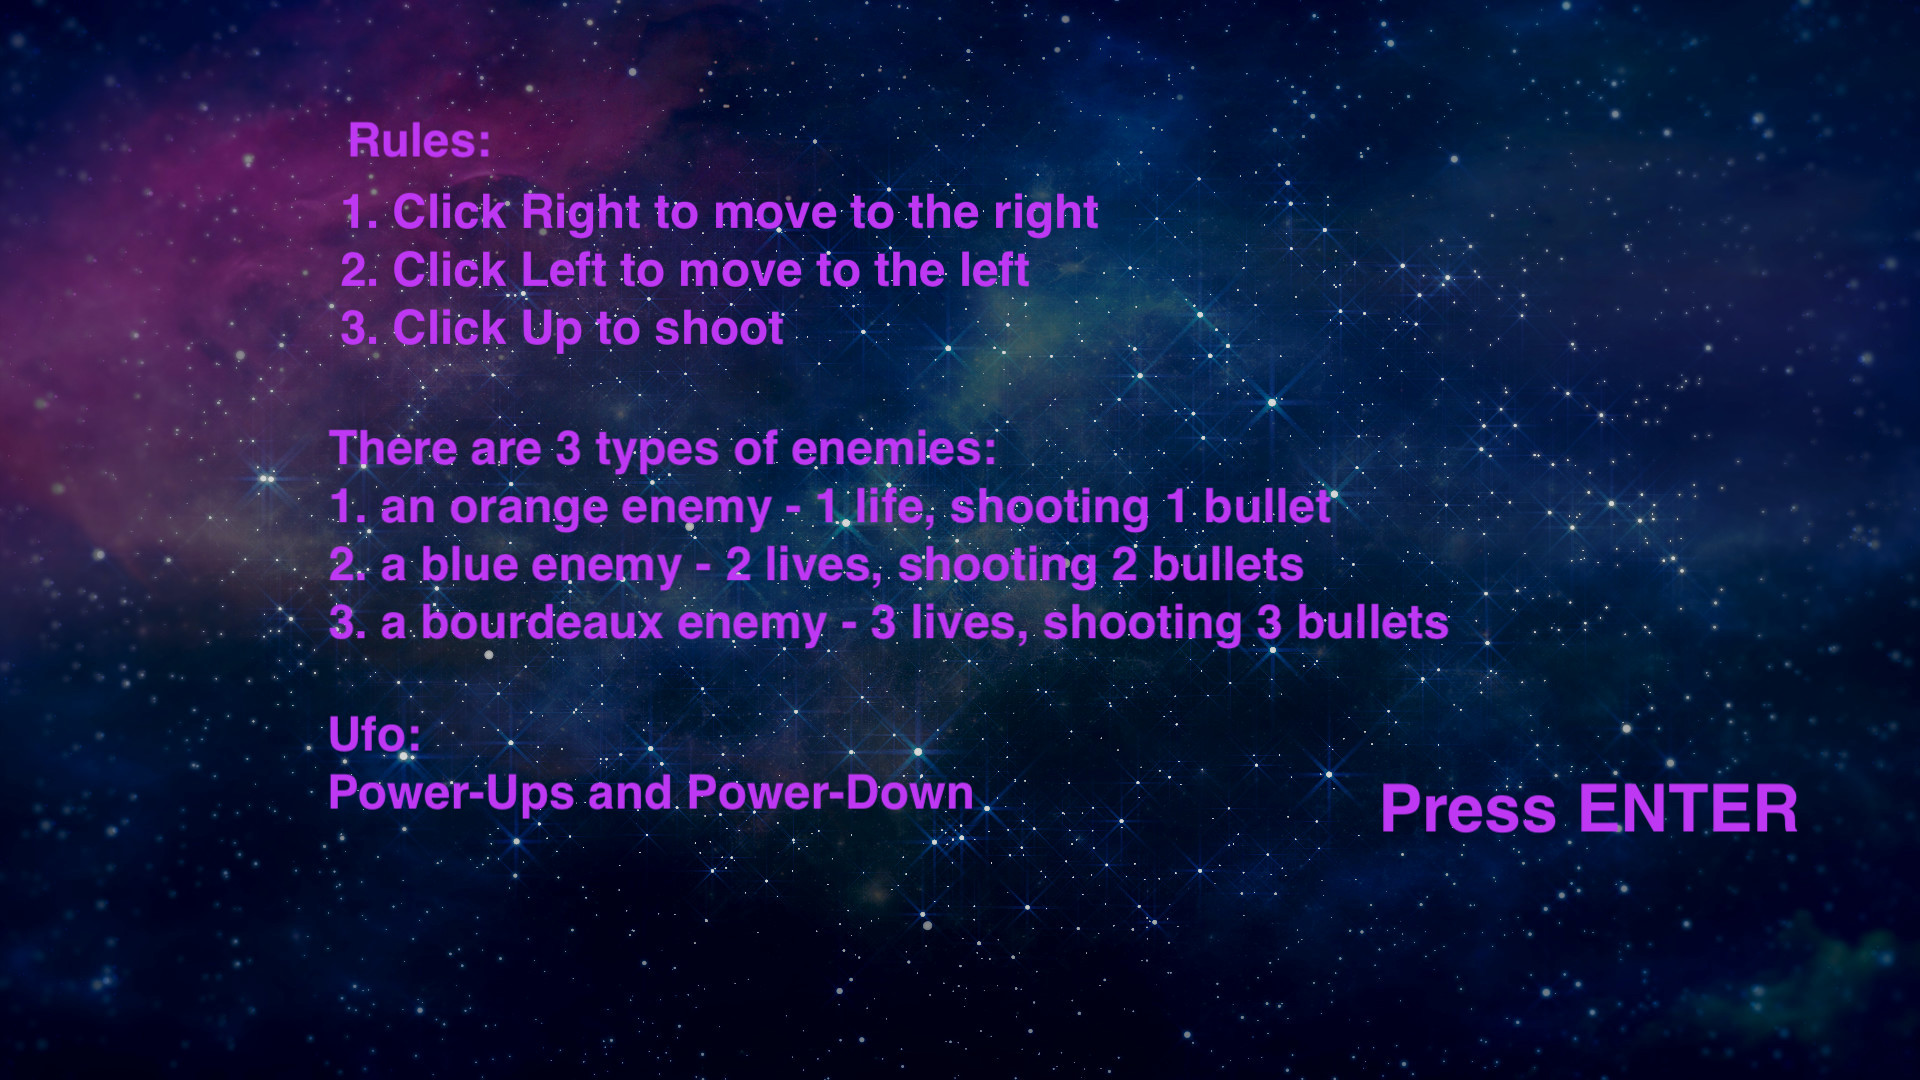 Rules:
1. Click Right to move to the right
2. Click Left to move to the left
3. Click Up to shoot
There are 3 types of enemies:
1. an orange enemy - 1 life, shooting 1 bullet
2. a blue enemy - 2 lives, shooting 2 bullets
3. a bourdeaux enemy - 3 lives, shooting 3 bullets
Ufo:
Power-Ups and Power-Down
Press ENTER